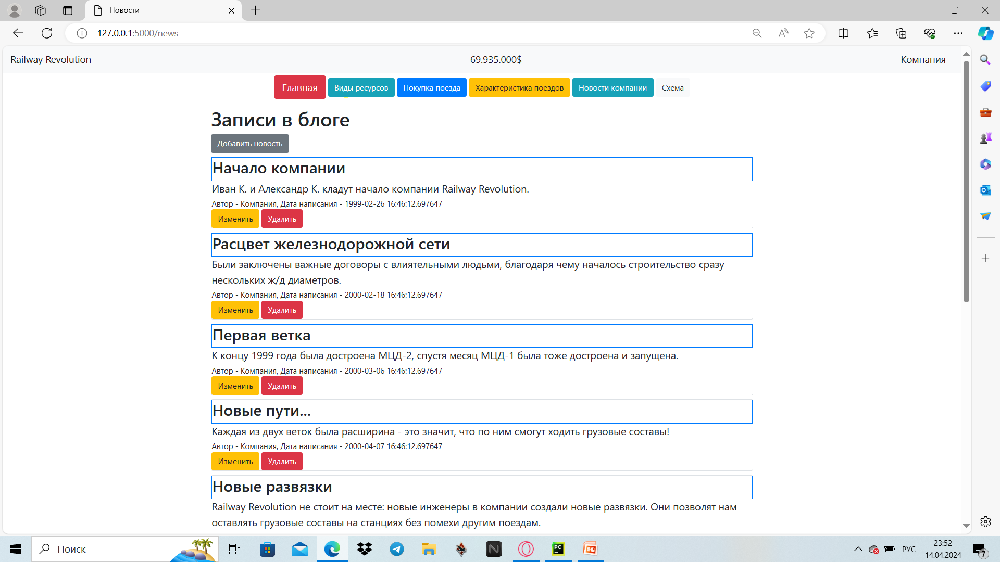 Новости
127.0.0.1:5000/news
Railway Revolution
69.935.000$
Компания
Главная
Виды ресурсов
Покупка поезда
Характеристика поездов
Новости компании
Схема
Записи в блоге
Добавить новость
Начало компании
Иван К. и Александр К. кладут начало компании Railway Revolution.
Автор - Компания, Дата написания - 1999-02-26 16:46:12.697647
Изменить
Удалить
Расцвет железнодорожной сети
Были заключены важные договоры с влиятельными людьми, благодаря чему началось строительство сразу
нескольких ж/д диаметров.
Автор - Компания, Дата написания - 2000-02-18 16:46:12.697647
Изменить
Удалить
Первая ветка
К концу 1999 года была достроена МЦД-2, спустя месяц МЦД-1 была тоже достроена и запущена.
Автор - Компания, Дата написания - 2000-03-06 16:46:12.697647
Изменить
Удалить
Новые пути...
Каждая из двух веток была расширина - это значит, что по ним смогут ходить грузовые составы!
Автор - Компания, Дата написания - 2000-04-07 16:46:12.697647
Изменить
Удалить
Новые развязки
Railway Revolution не стоит на месте: новые инженеры в компании создали новые развязки. Они позволят нам
оставлять грузовые составы на станциях без помехи другим поездам.
Поиск
РУС
23:52
14.04.2024
7